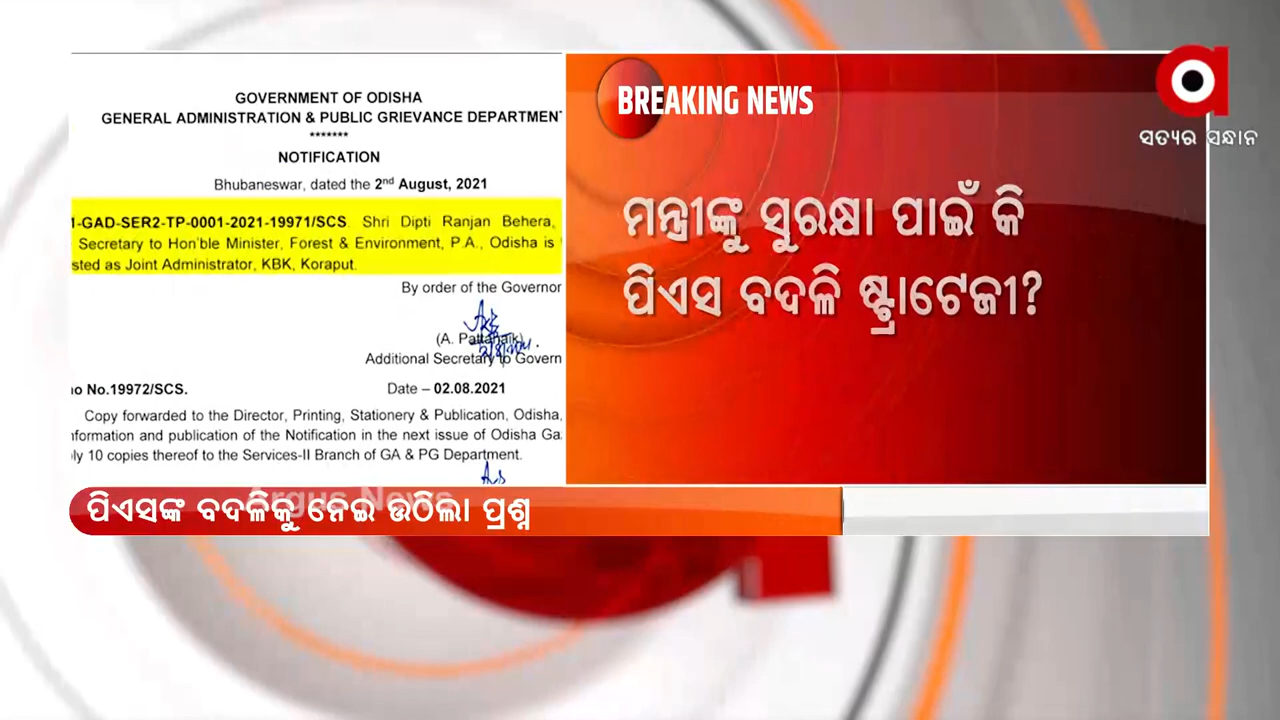 GOVERNMENT OF ODISHA
GENERAL ADMINISTRATION & PUBLIC GRIEVANCE DEPARTMENT
*******
NOTIFICATION
Bhubaneswar, dated the 2nd August, 2021
-GAD-SER2-TP-0001-2021-19971/SCS. Shri Dipti Ranjan Behera,
Secretary to Hon'ble Minister, Forest & Environment, P.A., Odisha is
sted as Joint Administrator, KBK, Koraput.
By order of the Governor
(A. Pattanaik)
Additional Secretary to Govern
No.19972/SCS.
Date – 02.08.2021
Copy forwarded to the Director, Printing, Stationery & Publication, Odisha,
nformation and publication of the Notification in the next issue of Odisha Ga
ly 10 copies thereof to the Services-II Branch of GA & PG Department.
BREAKING NEWS
ମନ୍ତ୍ରୀଙ୍କୁ ସୁରକ୍ଷା ପାଇଁ କି
ପିଏସ ବଦଳି ଷ୍ଟ୍ରାଟେଜୀ?
a
ସତ୍ୟର ସନ୍ଧାନ
Argus News
ପିଏସଙ୍କ ବଦଳିକୁ ନେଇ ଉଠିଲା ପ୍ରଶ୍ନ